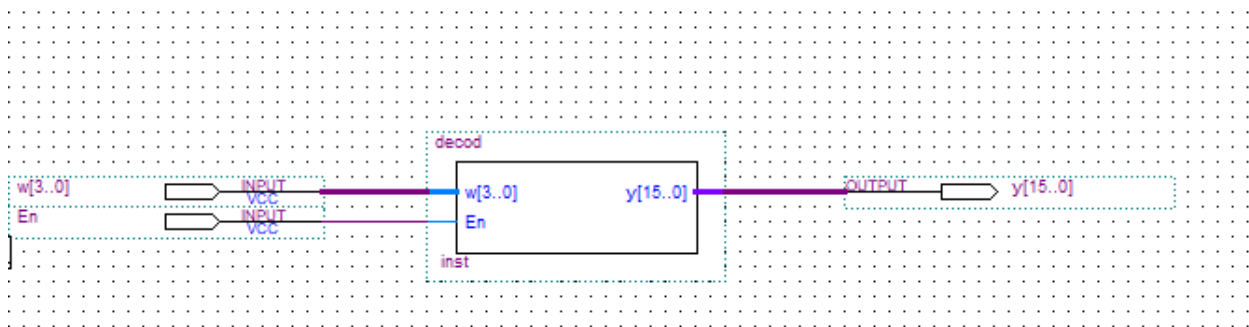 decod
w[3..0] INPUT VCC w[3..0] y[15..0] OUTPUT y[15..0]
En INPUT VCC En
inst